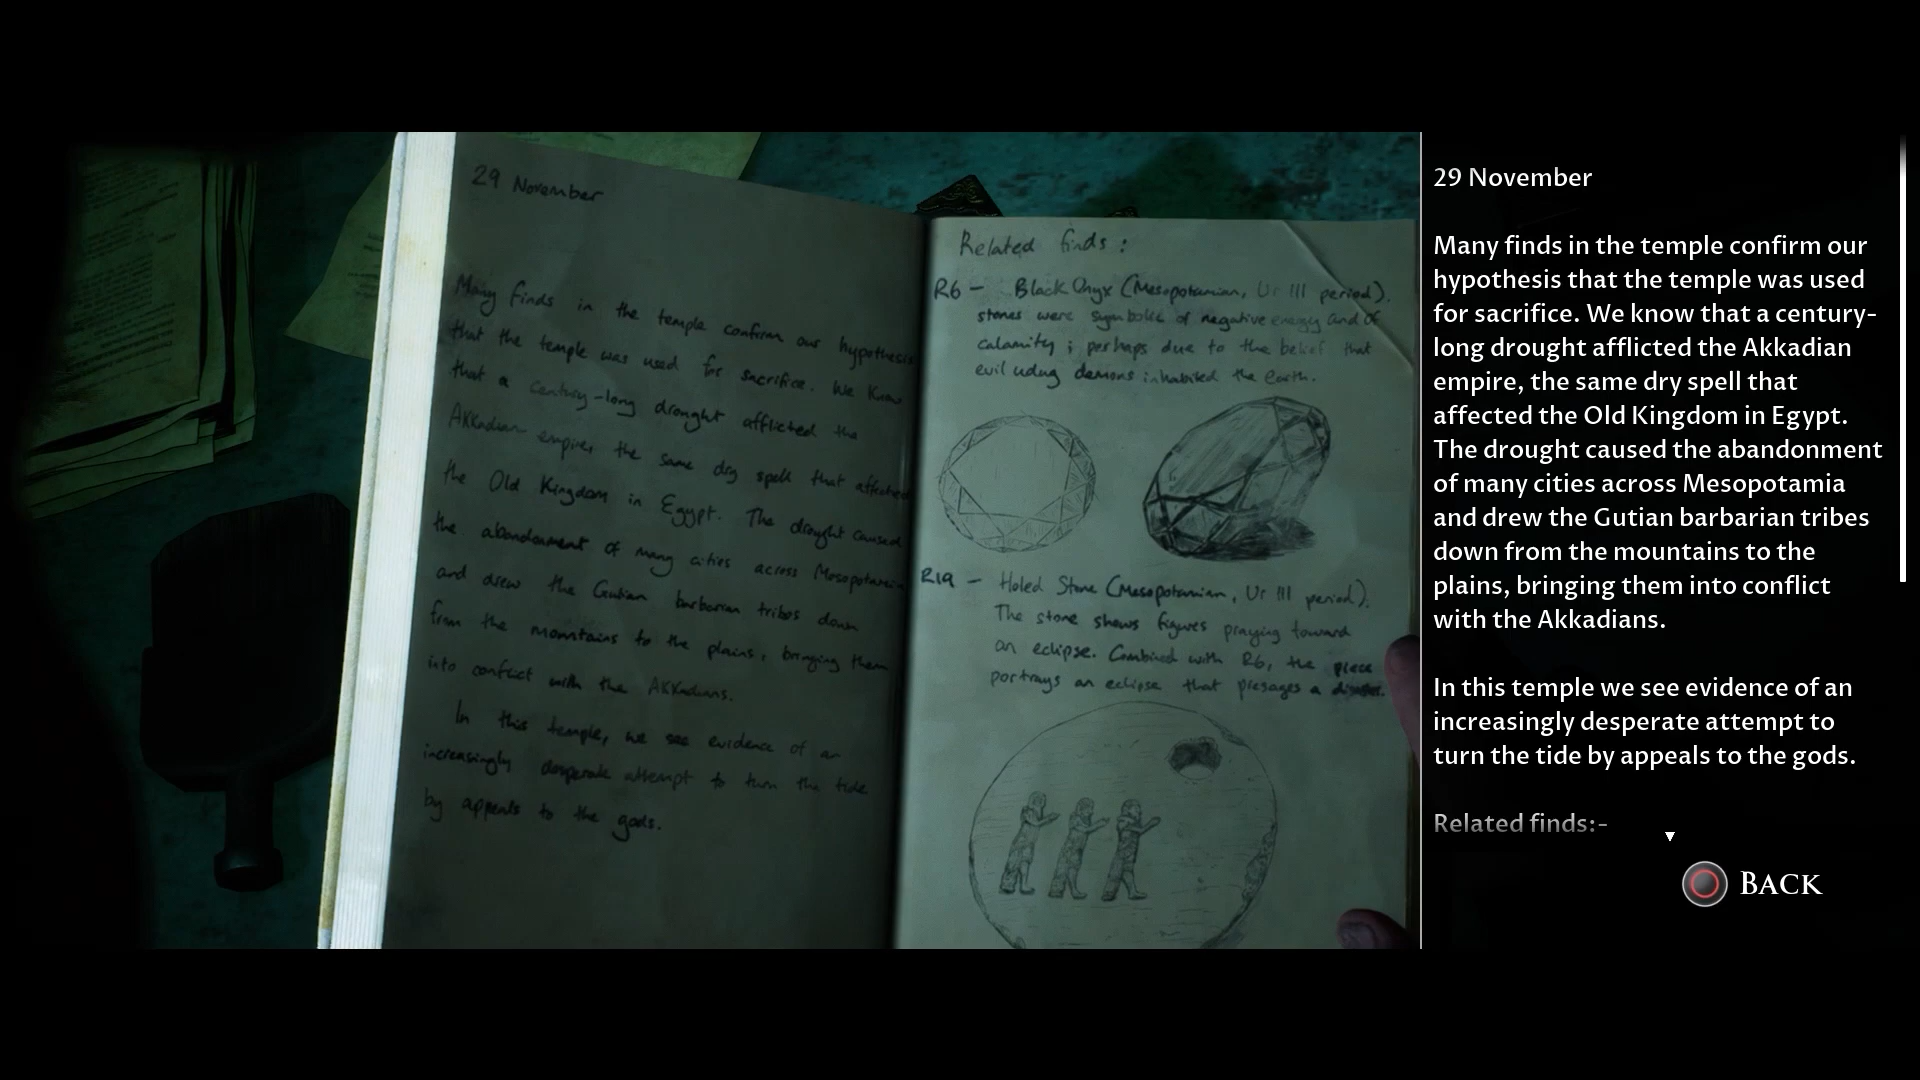 29 November
Many finds in the temple confirm our hypothesis
that the temple was used for sacrifice. We know
that a century-long drought afflicted the
Akkadian empire, the same dry spell that affected
the Old Kingdom in Egypt. The drought caused
the abandonment of many cities across Mesopotamia
and drew the Gutian barbarian tribes down
from the mountains to the plains, bringing them
into conflict with the Akkadians.
In this temple, we see evidence of an
increasingly desperate attempt to turn the tide
by appeals to the gods.
Related finds:
R6 - Black Onyx (Mesopotamian, Ur III period).
stones were symbolic of negative energy and of
calamity; perhaps due to the belief that
evil udug demons inhabited the earth.
R19 - Holed Stone (Mesopotamian, Ur III period).
The stone shows figures praying toward
an eclipse. Combined with R6, the piece
portrays an eclipse that presages a disaster.
29 November
Many finds in the temple confirm our
hypothesis that the temple was used
for sacrifice. We know that a century-
long drought afflicted the Akkadian
empire, the same dry spell that
affected the Old Kingdom in Egypt.
The drought caused the abandonment
of many cities across Mesopotamia
and drew the Gutian barbarian tribes
down from the mountains to the
plains, bringing them into conflict
with the Akkadians.
In this temple we see evidence of an
increasingly desperate attempt to
turn the tide by appeals to the gods.
Related finds:-
BACK